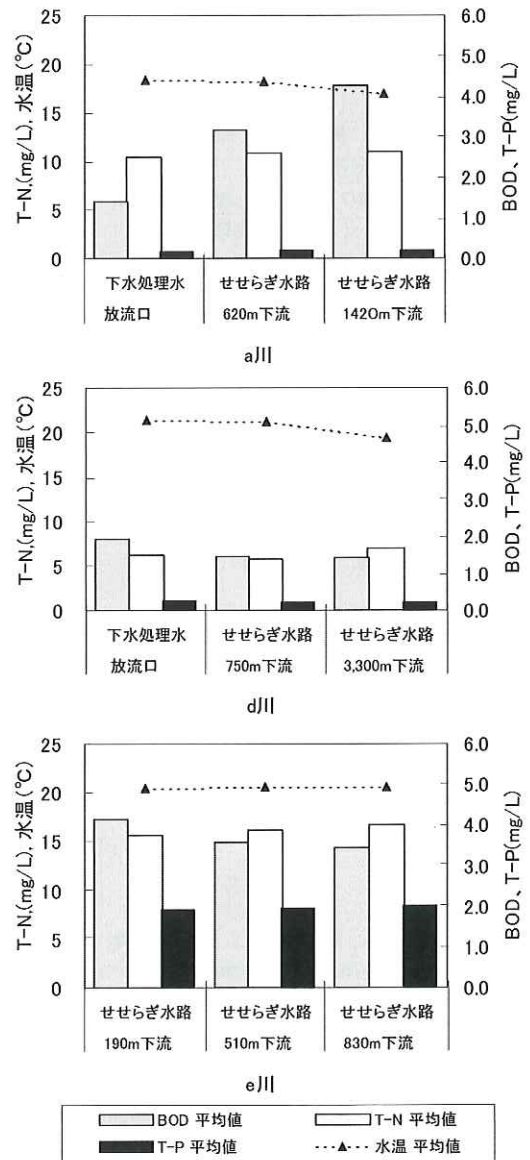 T-N,(mg/L), 水温(°C)
BOD、T-P(mg/L)
25
20
15
10
5
0
6.0
5.0
4.0
3.0
2.0
1.0
0.0
下水処理水 せせらぎ水路 せせらぎ水路
放流口 620m下流 1420m下流
a川
T-N,(mg/L), 水温(°C)
BOD、T-P(mg/L)
25
20
15
10
5
0
6.0
5.0
4.0
3.0
2.0
1.0
0.0
下水処理水 せせらぎ水路 せせらぎ水路
放流口 750m下流 3,300m下流
d川
T-N,(mg/L), 水温(°C)
BOD、T-P(mg/L)
25
20
15
10
5
0
6.0
5.0
4.0
3.0
2.0
1.0
0.0
せせらぎ水路 せせらぎ水路 せせらぎ水路
190m下流 510m下流 830m下流
e川
BOD 平均値 T-N 平均値
T-P 平均値 水温 平均値